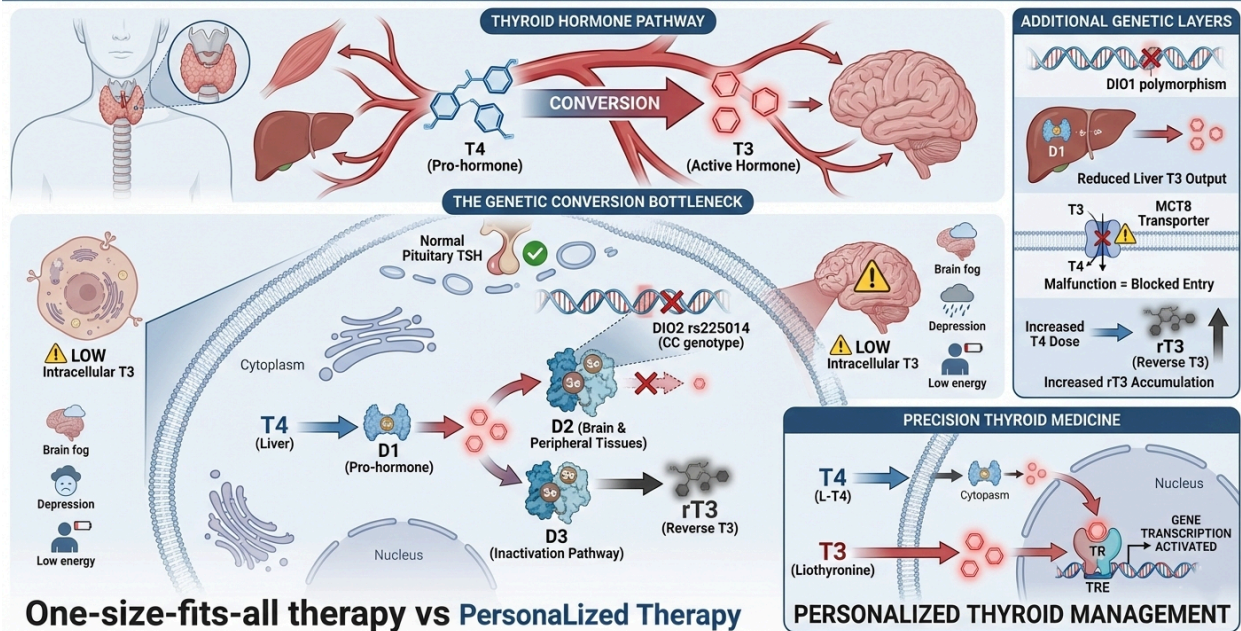 THYROID HORMONE PATHWAY
T4
(Pro-hormone)
CONVERSION
T3
(Active Hormone)
THE GENETIC CONVERSION BOTTLENECK
LOW
Intracellular T3
Brain fog
Depression
Low energy
Normal
Pituitary TSH
Cytoplasm
DIO2 rs225014
(CC genotype)
T4
(Liver)
D1
(Pro-hormone)
Se
Se
D2 (Brain &
Peripheral Tissues)
Se
Se
D3
(Inactivation Pathway)
rT3
(Reverse T3)
Nucleus
LOW
Intracellular T3
Brain fog
Depression
Low energy
ADDITIONAL GENETIC LAYERS
DIO1 polymorphism
D1
Reduced Liver T3 Output
T3
MCT8
Transporter
T4
Malfunction = Blocked Entry
Increased
T4 Dose
rT3
(Reverse T3)
Increased rT3 Accumulation
PRECISION THYROID MEDICINE
T4
(L-T4)
Cytopasm
Nucleus
T3
(Liothyronine)
TR
TRE
GENE
TRANSCRIPTION
ACTIVATED
One-size-fits-all therapy vs PersonaLized Therapy
PERSONALIZED THYROID MANAGEMENT